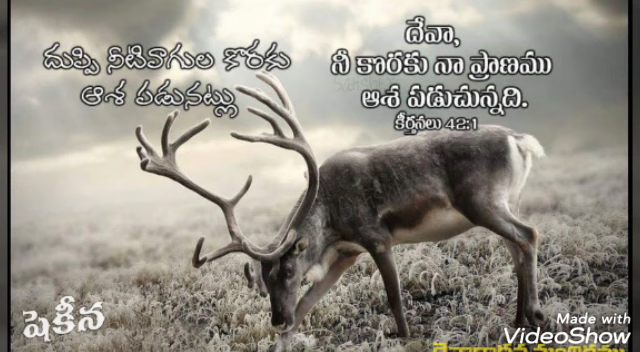 దుప్పి నీటివాగుల కొరకు
ఆశ పడునట్లు
దేవా,
నీ కొరకు నా ప్రాణము
ఆశ పడుచున్నది.
కీర్తనలు 42:1
షెకీన
Made with
VideoShow